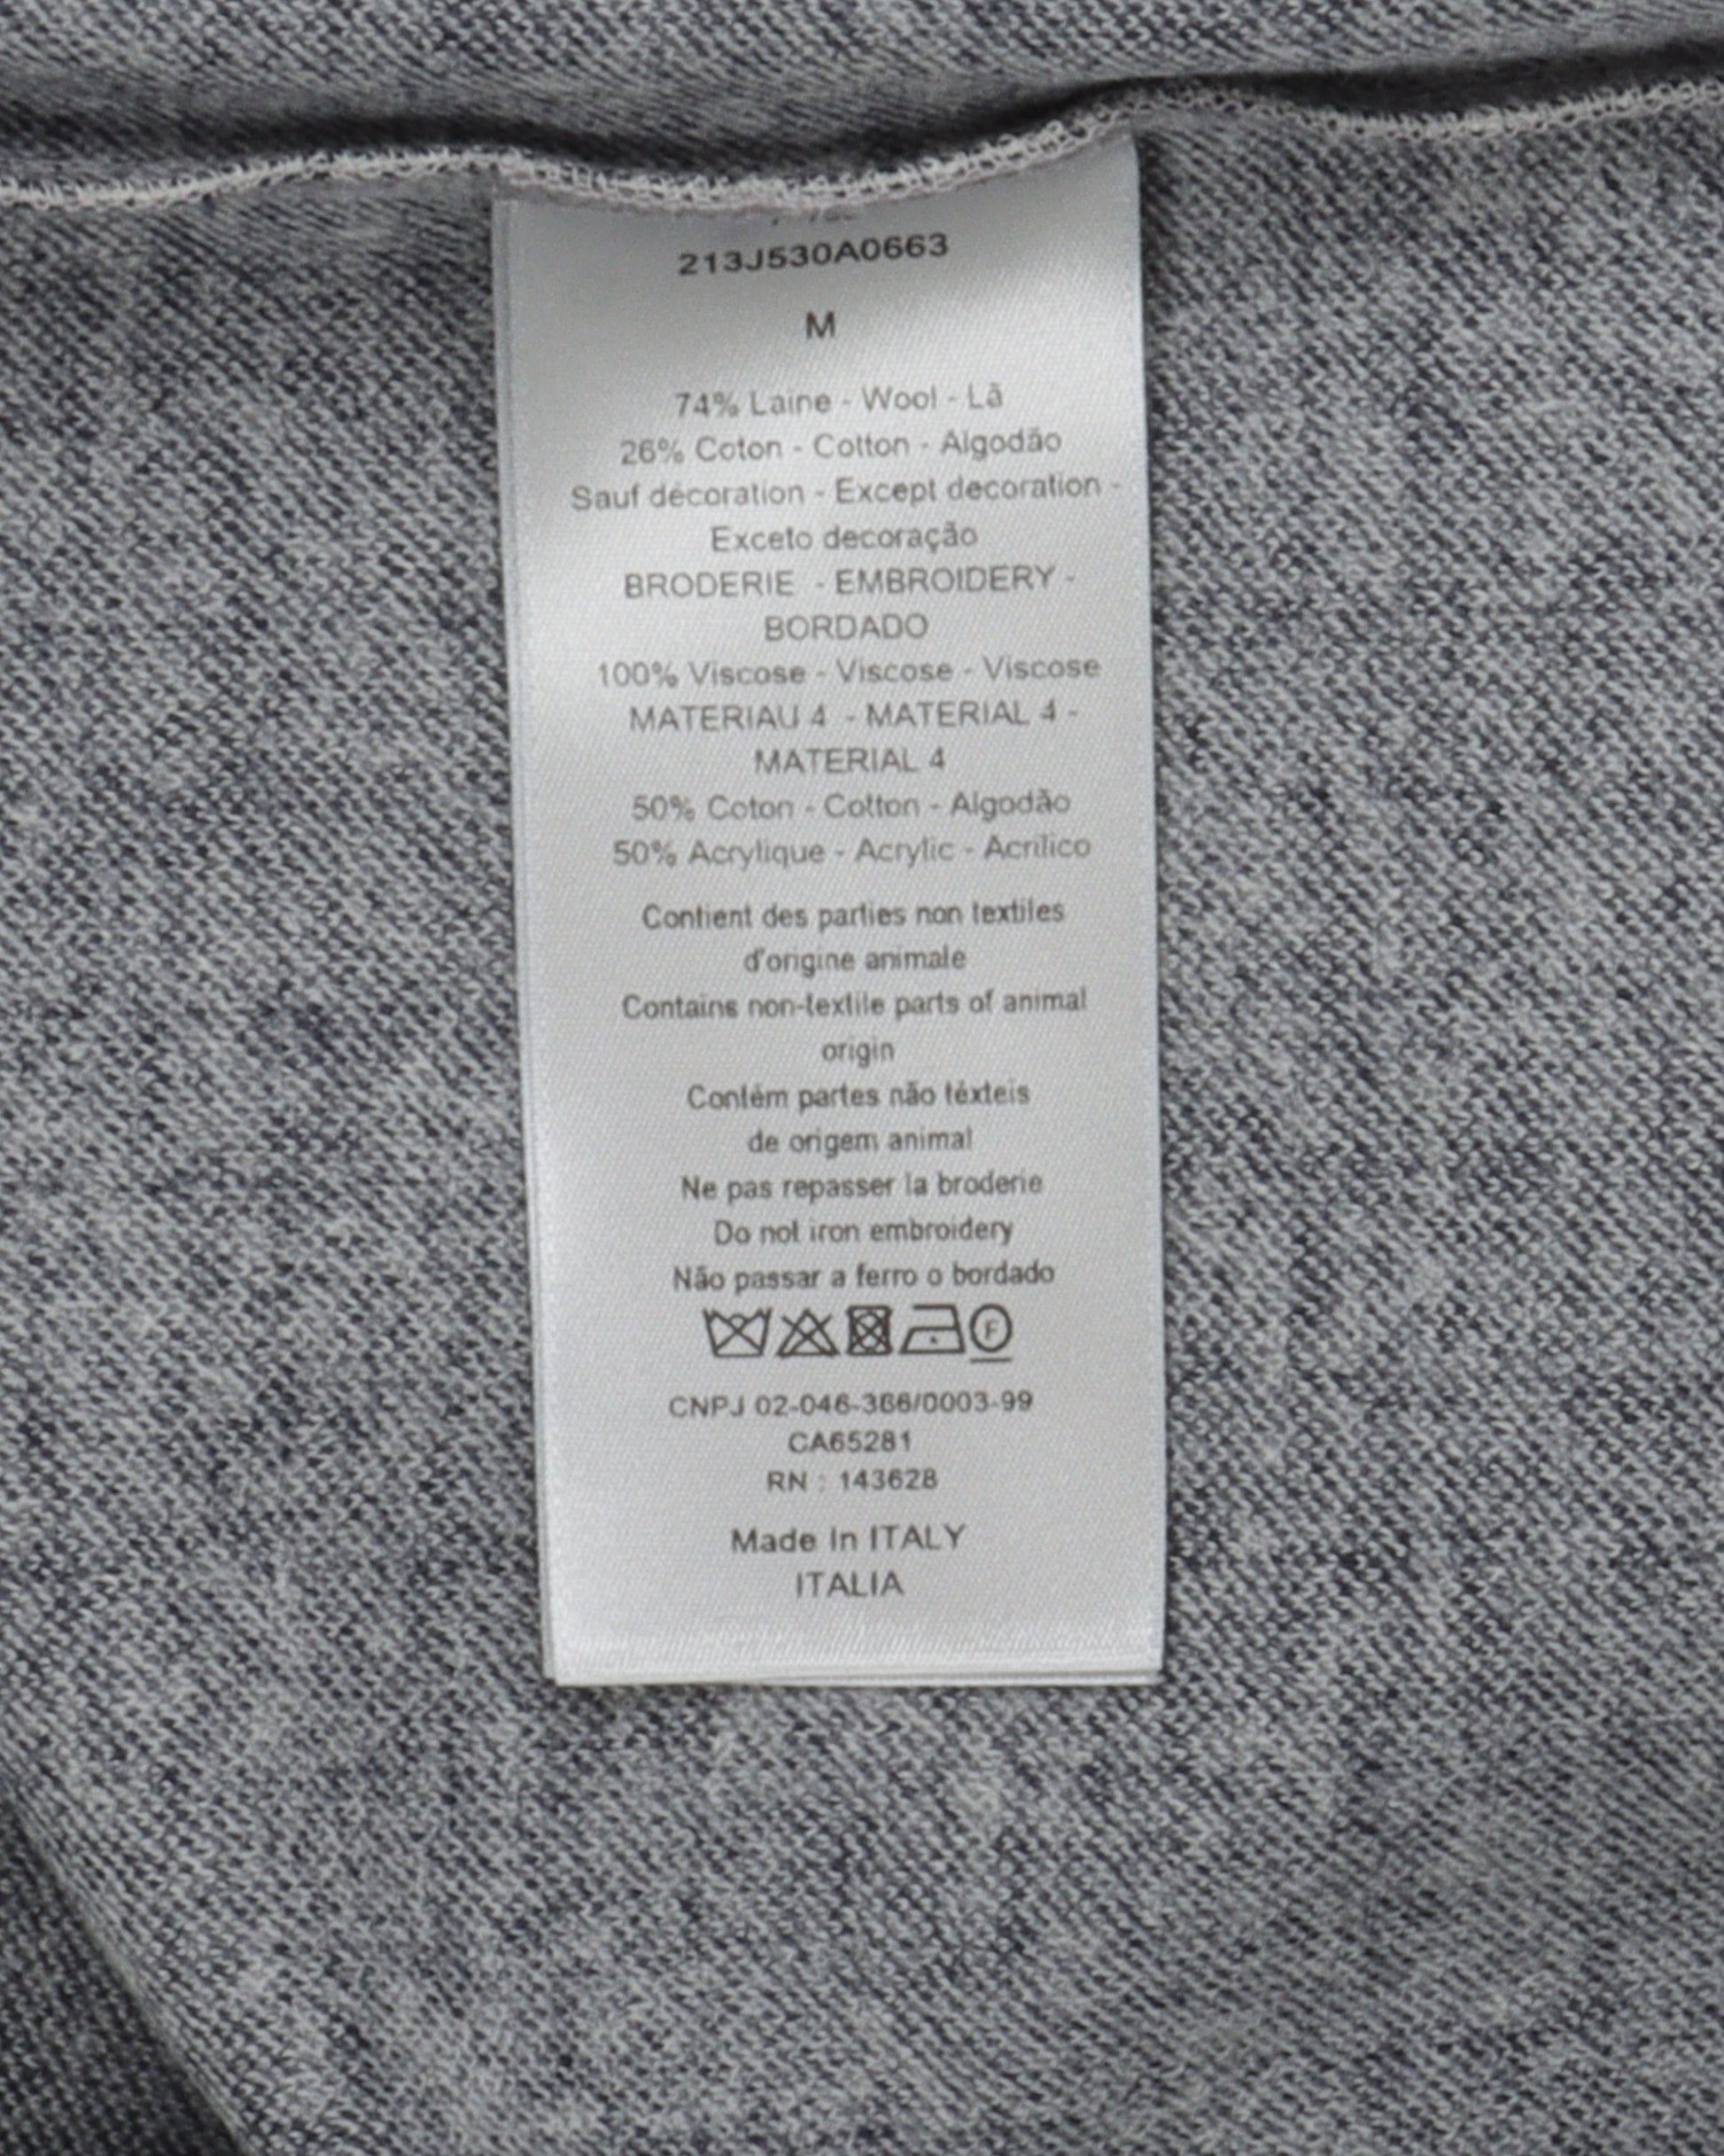 213J530A0663
M
74% Laine - Wool - Lã
26% Coton - Cotton - Algodão
Sauf décoration - Except decoration -
Exceto decoração
BRODERIE - EMBROIDERY -
BORDADO
100% Viscose - Viscose - Viscose
MATERIAU 4 - MATERIAL 4 -
MATERIAL 4
50% Coton - Cotton - Algodão
50% Acrylique - Acrylic - Acrílico
Contient des parties non textiles
d'origine animale
Contains non-textile parts of animal
origin
Contém partes não têxteis
de origem animal
Ne pas repasser la broderie
Do not iron embroidery
Não passar a ferro o bordado
F
CNPJ 02-046-366/0003-99
CA65281
RN : 143628
Made In ITALY
ITALIA